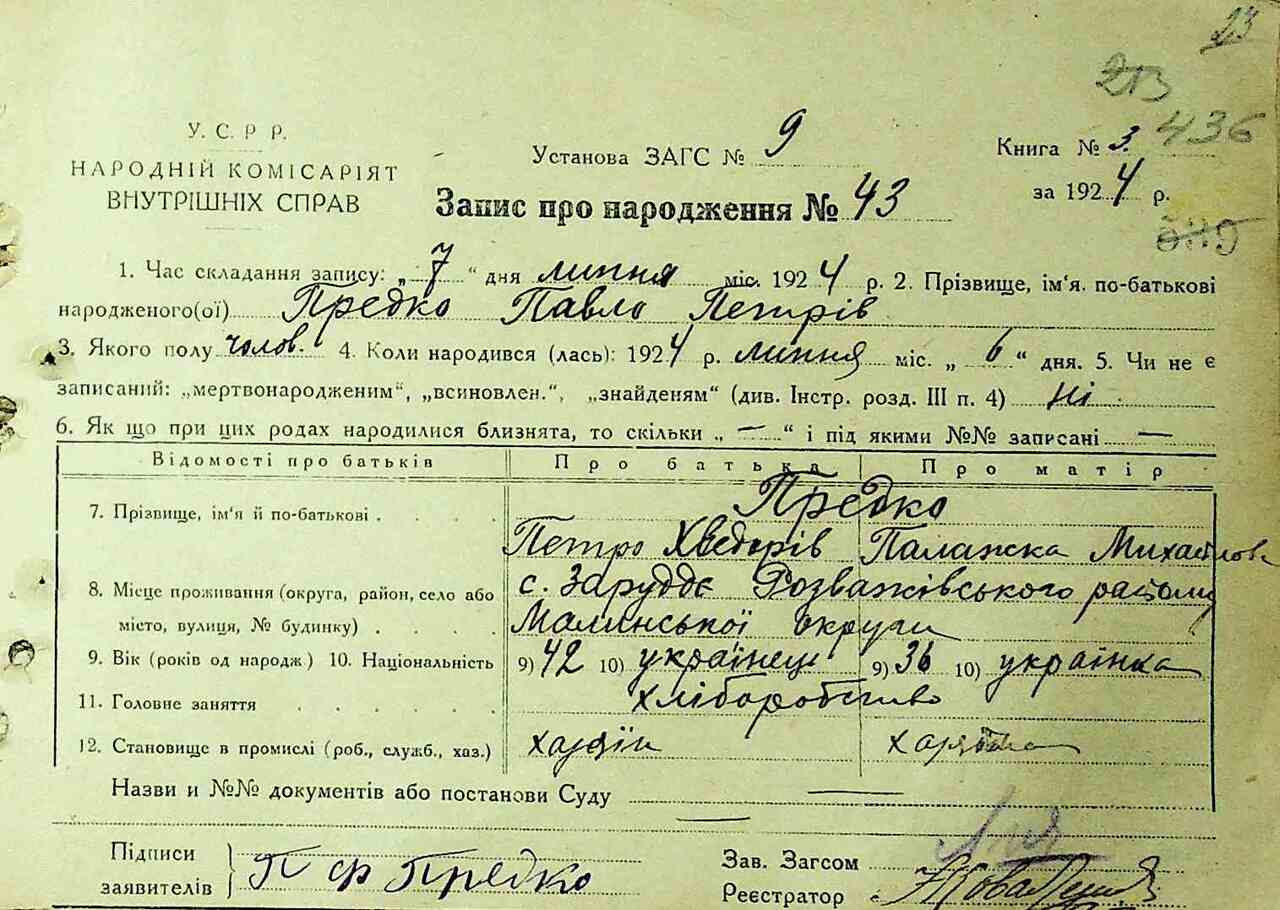 23
213
436
У. С. Р Р.
НАРОДНІЙ КОМІСАРІЯТ
ВНУТРІШНІХ СПРАВ
Установа ЗАГС № 9
Книга № 3.
за 1924 р.
Запис про народження № 43
1. Час складання запису: „ 7 “ дня липня міс. 1924 р. 2. Прізвище, ім'я. по-батькові
народженого(ої) Предко Павло Петрів
3. Якого полу чолов. 4. Коли народився (лась): 1924 р. липня міс. „ 6 “ дня. 5. Чи не є
записаний: „мертвонародженим“, „всиновлен.“, „знайденям“ (див. Інстр. розд. III п. 4) Ні
6. Як що при цих родах народилися близнята, то скільки „ — “ і під якими №№ записані —
Відомості про батьків Про батька Про матір
7. Прізвище, ім'я й по-батькові Предко
Петро Хведорів Палажка Михайлова
8. Місце проживання (округа, район, село або с. Заруддє Розважівського району
місто, вулиця, № будинку) Малинської округи
9. Вік (років од народж) 10. Національність 9) 42 10) українець 9) 36 10) українка
11. Головне заняття хліборобство
12. Становище в промислі (роб., служб., хаз.) хазяїн
Назви и №№ документів або постанови Суду —
Підписи
заявителів П Ф Предко
Зав. Загсом
Реєстратор